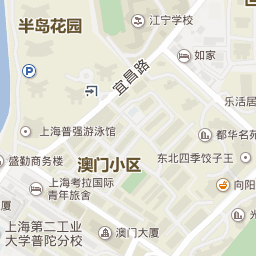 半岛花园
江宁学校
如家
宜昌路
乐活居
上海普强游泳馆
都华名苑
盛勤商务楼
澳门小区
东北四季饺子王
上海考拉国际
青年旅舍
向阳
厦
上海第二工业
大学普陀分校
澳门大厦
P
P